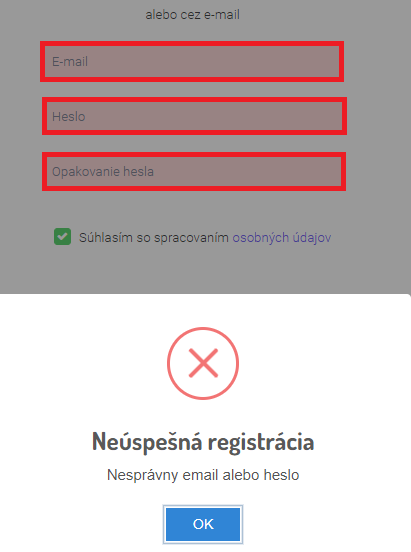 alebo cez e-mail
E-mail
Heslo
Opakovanie hesla
Súhlasím so spracovaním osobných údajov
Neúspešná registrácia
Nesprávny email alebo heslo
OK